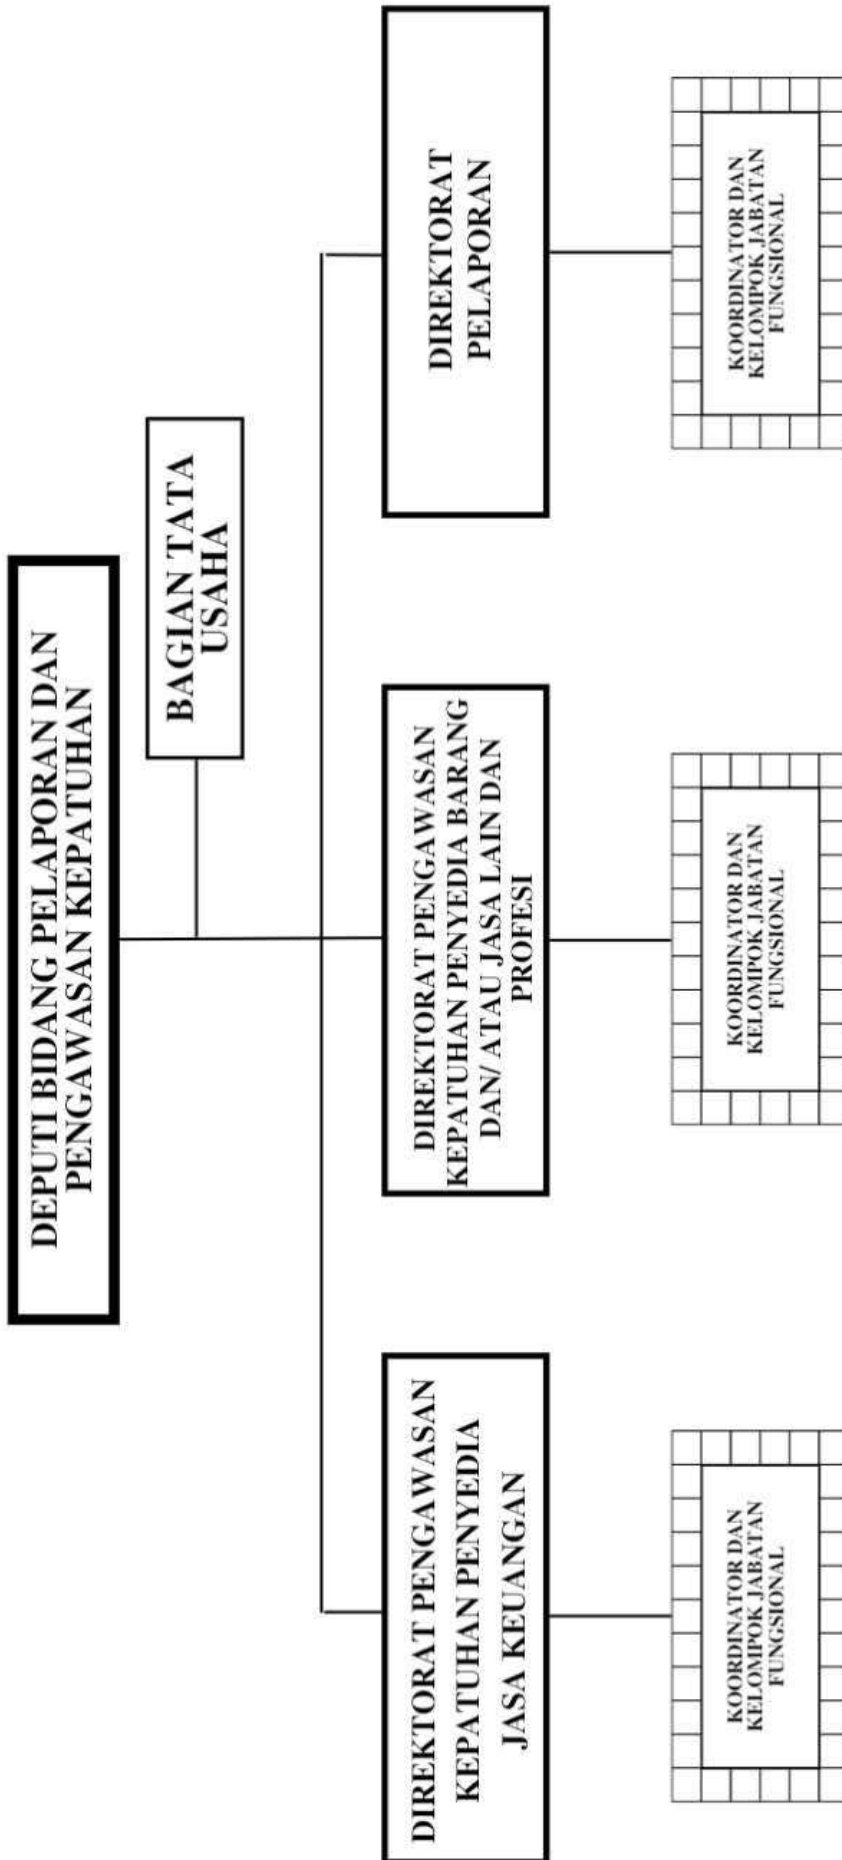 DEPUTI BIDANG PELAPORAN DAN
PENGAWASAN KEPATUHAN
BAGIAN TATA
USAHA
DIREKTORAT PENGAWASAN
KEPATUHAN PENYEDIA
JASA KEUANGAN
DIREKTORAT PENGAWASAN
KEPATUHAN PENYEDIA BARANG
DAN/ ATAU JASA LAIN DAN
PROFESI
DIREKTORAT
PELAPORAN
KOORDINATOR DAN
KELOMPOK JABATAN
FUNGSIONAL
KOORDINATOR DAN
KELOMPOK JABATAN
FUNGSIONAL
KOORDINATOR DAN
KELOMPOK JABATAN
FUNGSIONAL